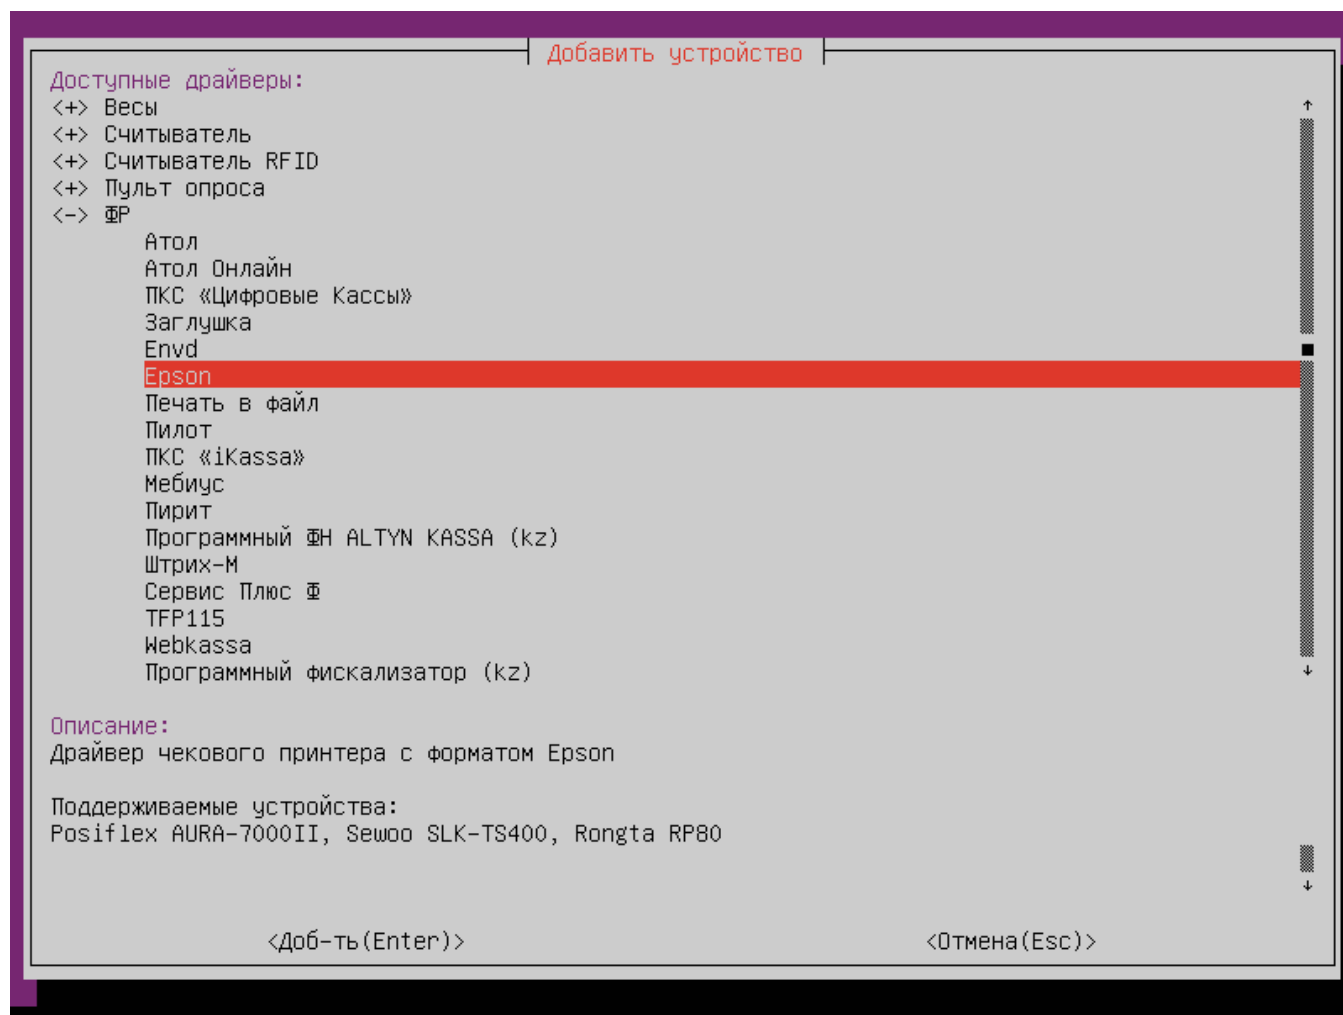 Добавить устройство
Доступные драйверы:
<+> Весы
<+> Считыватель
<+> Считыватель RFID
<+> Пульт опроса
<-> ФР
Атол
Атол Онлайн
ПКС «Цифровые Кассы»
Заглушка
Envd
Epson
Печать в файл
Пилот
ПКС «iKassa»
Мебиус
Пирит
Программный ФН ALTYN KASSA (kz)
Штрих-М
Сервис Плюс Ф
TFP115
Webkassa
Программный фискализатор (kz)
Описание:
Драйвер чекового принтера с форматом Epson
Поддерживаемые устройства:
Posiflex AURA-7000II, Sewoo SLK-TS400, Rongta RP80
<Доб-ть(Enter)> <Отмена(Esc)>